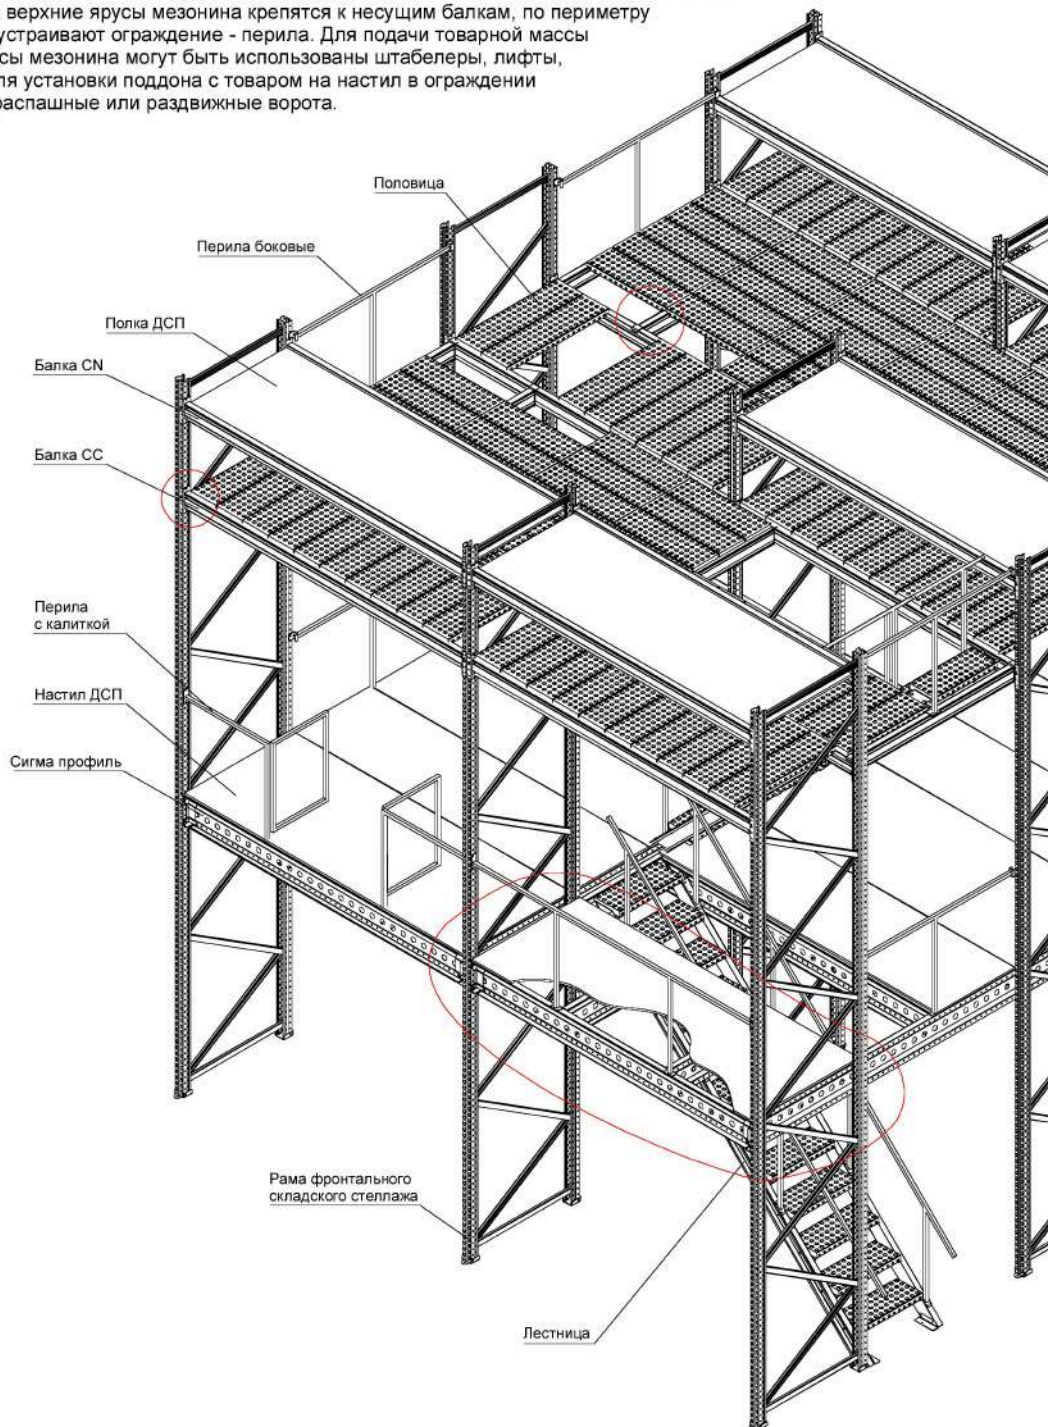 верхние ярусы мезонина крепятся к несущим балкам, по периметру
устраивают ограждение - перила. Для подачи товарной массы
сы мезонина могут быть использованы штабелеры, лифты,
ля установки поддона с товаром на настил в ограждении
распашные или раздвижные ворота.
Половица
Перила боковые
Полка ДСП
Балка CN
Балка СС
Перила
с калиткой
Настил ДСП
Сигма профиль
Рама фронтального
складского стеллажа
Лестница